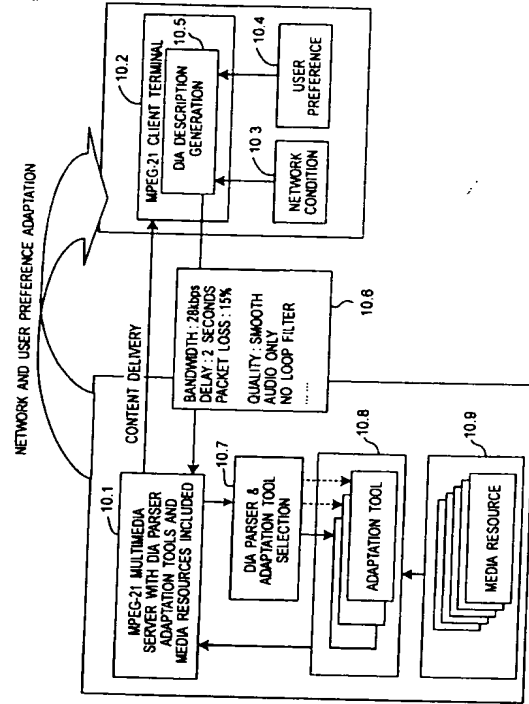 NETWORK AND USER PREFERENCE ADAPTATION
10.1
MPEG-21 MULTIMEDIA
SERVER WITH DIA PARSER
ADAPTATION TOOLS AND
MEDIA RESOURCES INCLUDED
CONTENT DELIVERY
10.2
MPEG-21 CLIENT TERMINAL
10.5
DIA DESCRIPTION
GENERATION
BANDWIDTH : 28kbps
DELAY : 2 SECONDS
PACKET LOSS : 15%
QUALITY : SMOOTH
AUDIO ONLY
NO LOOP FILTER
... ...
10.6
10 3
NETWORK
CONDITION
10.4
USER
PREFERENCE
10.7
DIA PARSER &
ADAPTATION TOOL
SELECTION
10.8
ADAPTATION TOOL
10.9
MEDIA RESOURCE